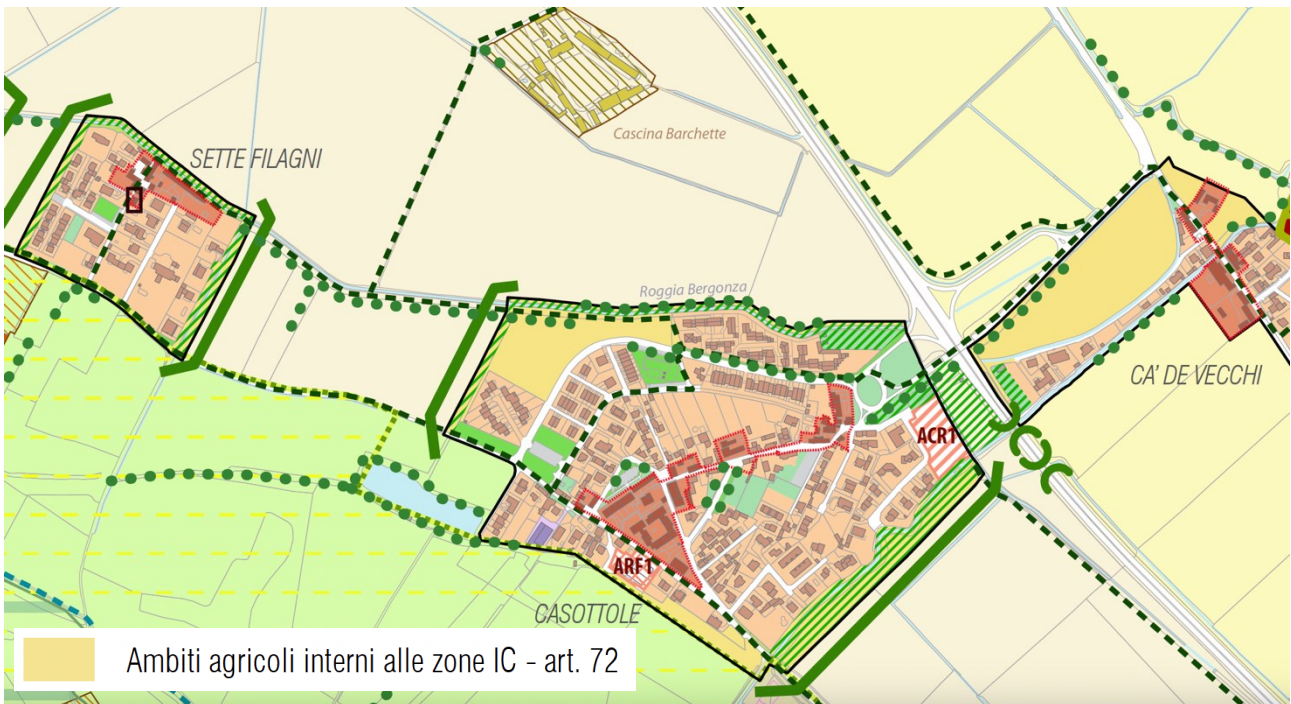 Cascina Barchette
SETTE FILAGNI
Roggia Bergonza
CA' DE VECCHI
ACR1
ARF1
CASOTTOLE
Ambiti agricoli interni alle zone IC - art. 72